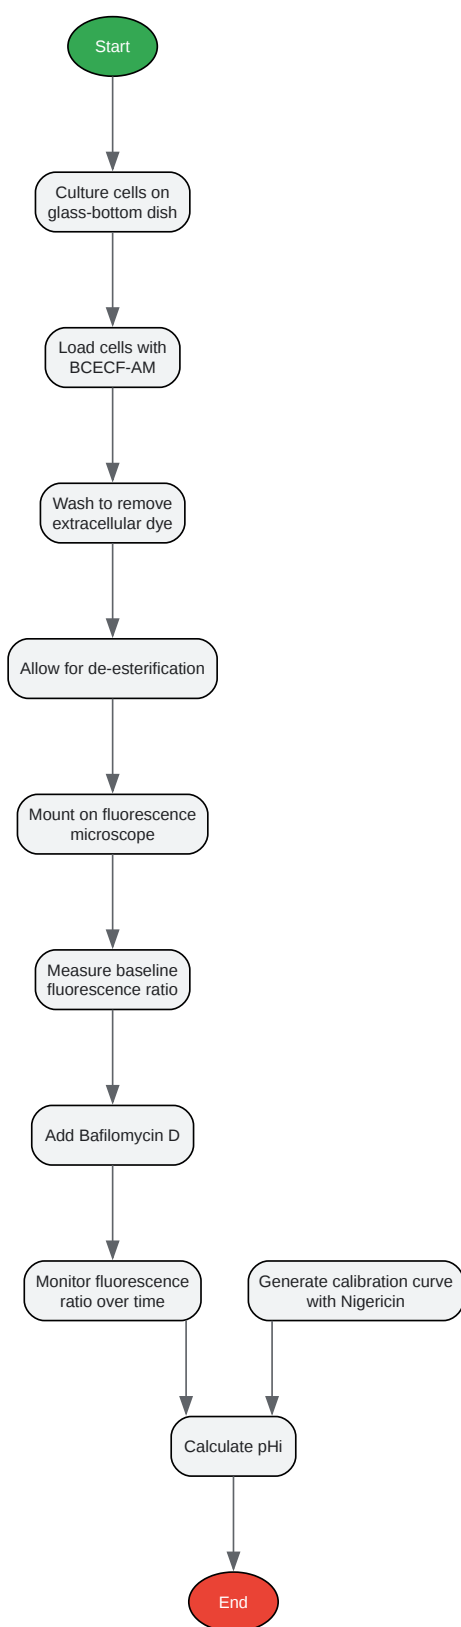 Start
Culture cells on
glass-bottom dish
Load cells with
BCECF-AM
Wash to remove
extracellular dye
Allow for de-esterification
Mount on fluorescence
microscope
Measure baseline
fluorescence ratio
Add Bafilomycin D
Monitor fluorescence
ratio over time
Generate calibration curve
with Nigericin
Calculate pHi
End